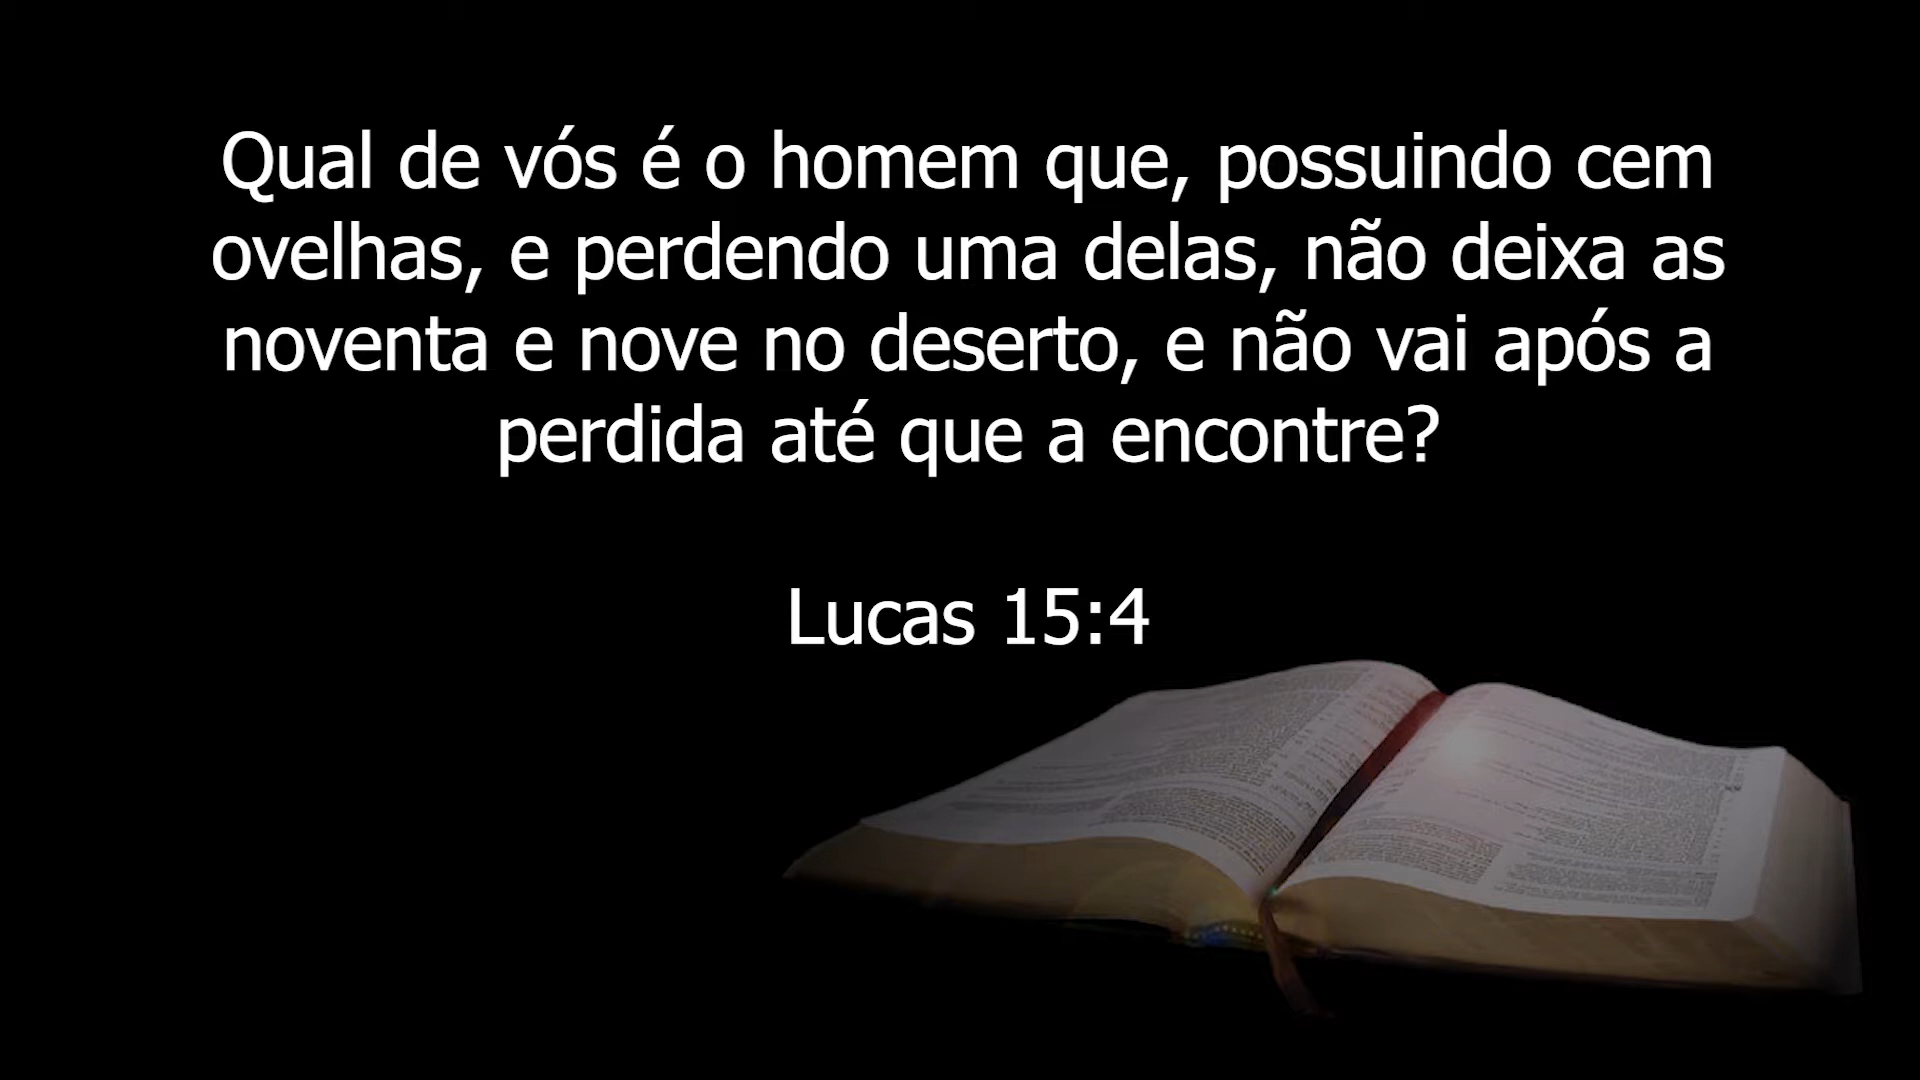 Qual de vós é o homem que, possuindo cem
ovelhas, e perdendo uma delas, não deixa as
noventa e nove no deserto, e não vai após a
perdida até que a encontre?
Lucas 15:4